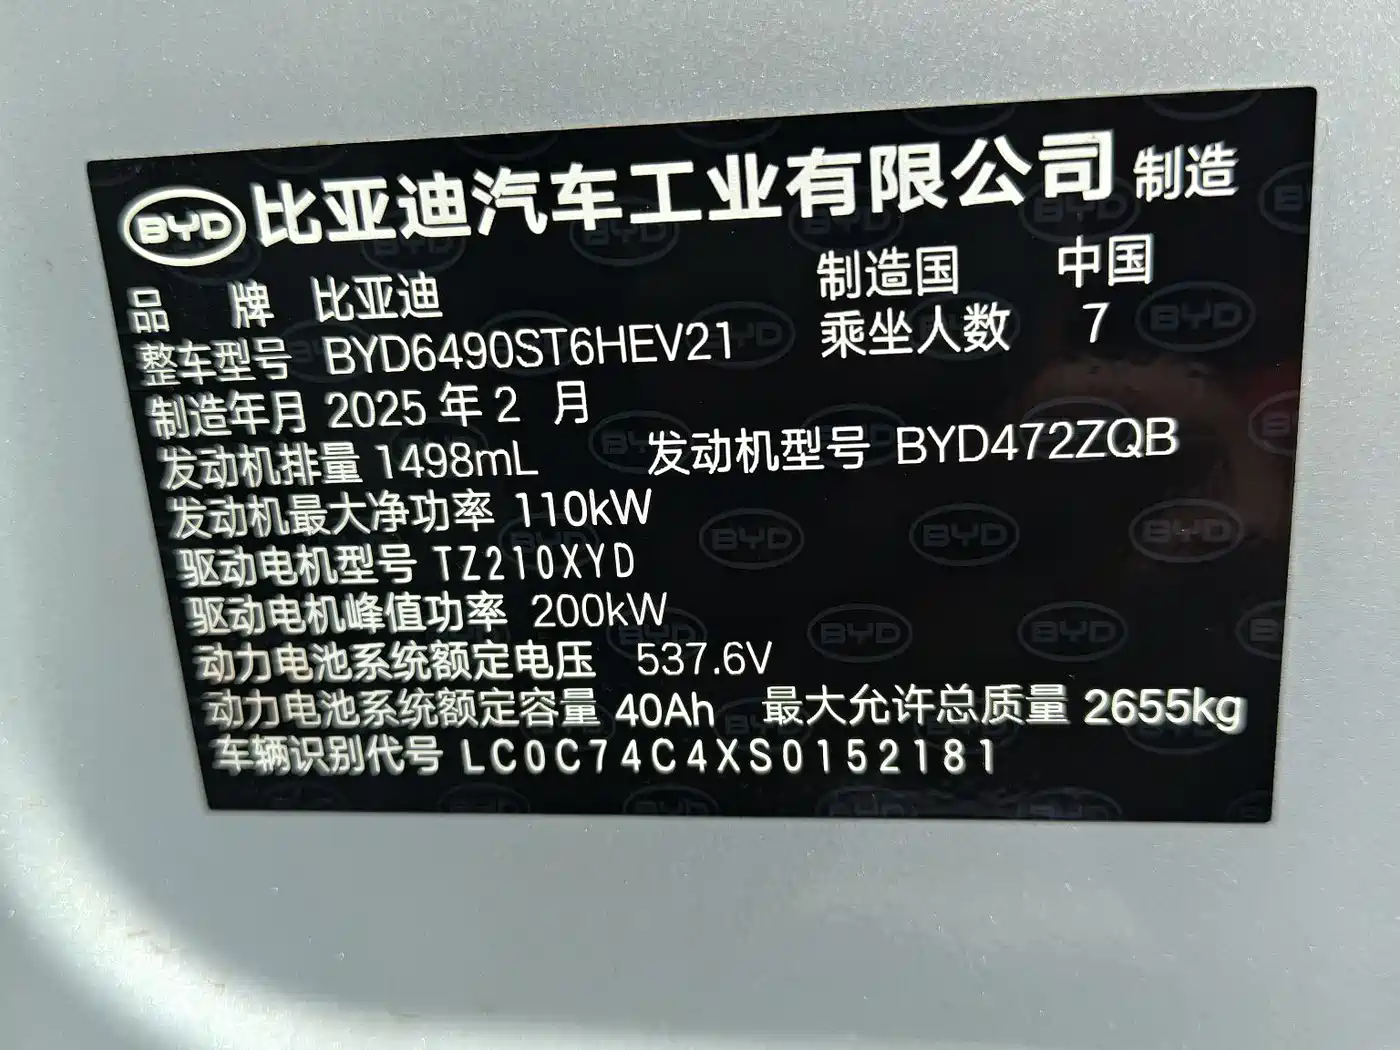 BYD 比亚迪汽车工业有限公司 制造
品 牌 比亚迪 制造国 中国
整车型号 BYD6490ST6HEV21 乘坐人数 7
制造年月 2025 年 2 月
发动机排量 1498mL 发动机型号 BYD472ZQB
发动机最大净功率 110kW
驱动电机型号 TZ210XYD
驱动电机峰值功率 200kW
动力电池系统额定电压 537.6V
动力电池系统额定容量 40Ah 最大允许总质量 2655kg
车辆识别代号 LC0C74C4XS0152181